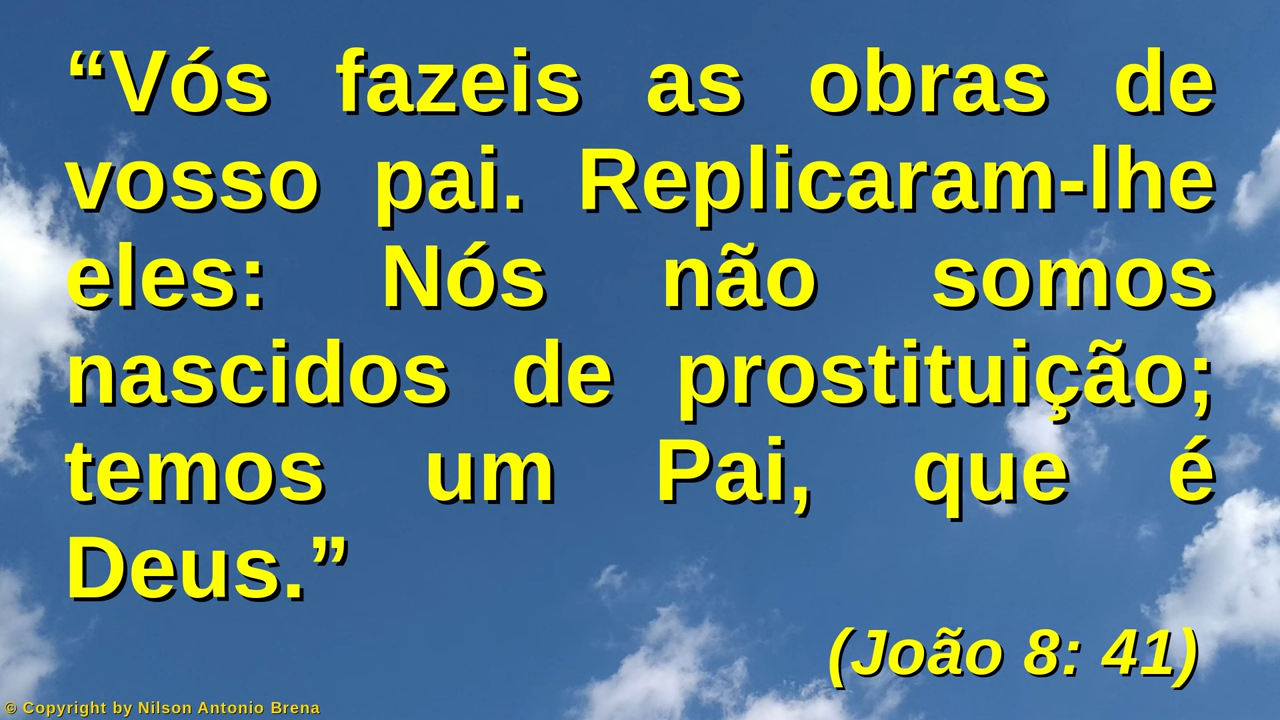 “Vós fazeis as obras de
vosso pai. Replicaram-lhe
eles: Nós não somos
nascidos de prostituição;
temos um Pai, que é
Deus.”
(João 8: 41)
© Copyright by Nilson Antonio Brena